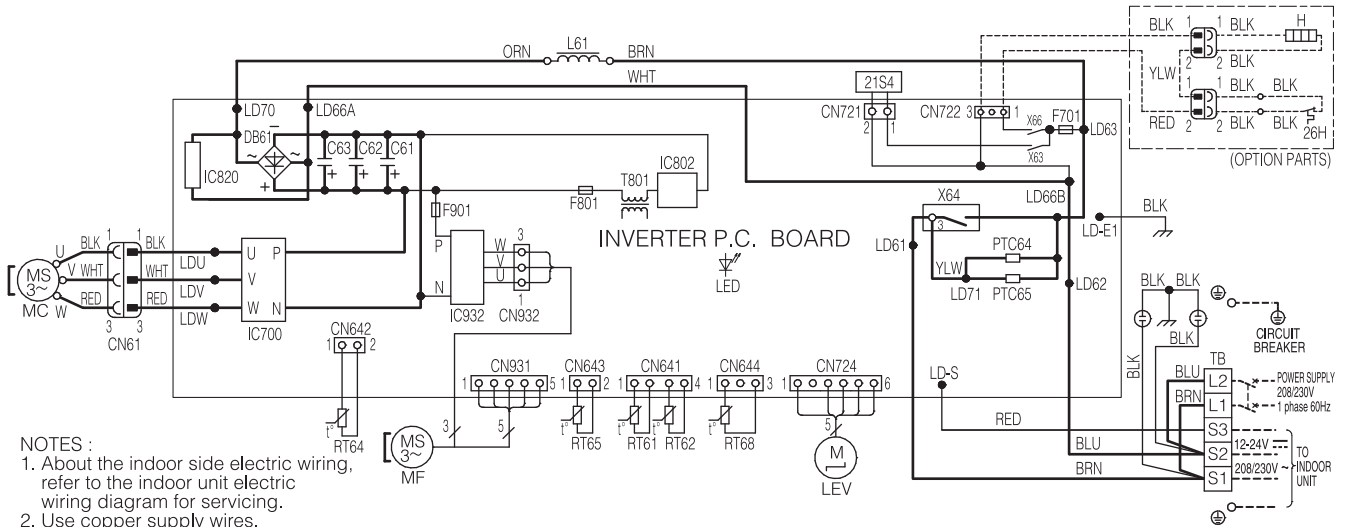 ORN L61 BRN
WHT
BLK 1 1 BLK H
YLW
2 2 BLK
1 1 BLK BLK
RED 2 2 BLK BLK 26H
(OPTION PARTS)
21S4
CN721 CN722 3 1 F701
2 1 X66 X63 LD63
LD70 LD66A
DB61 −
~ ~
+
IC820
C63 C62 C61
+ + +
IC802
T801
F801
F901
X64
3
LD66B
BLK
LD-E1
LD61
YLW PTC64
LD71 PTC65
LD62
INVERTER P.C. BOARD
LED
U BLK 1 1 BLK LDU U P
MS 3~ V WHT WHT LDV V
MC W RED RED LDW W N
3 3
CN61
IC700
P W 3
V
N U 1
IC932 CN932
BLK BLK
BLK
CIRCUIT BREAKER
TB
BLU L2 POWER SUPPLY
208/230V
BRN L1 1 phase 60Hz
LD-S
RED S3
BLU S2 12-24V
BRN S1 208/230V ~
TO INDOOR UNIT
CN642
1 2
t° RT64
CN931
1 5
3 5
MS 3~
MF
CN643
1 2
t° RT65
CN641
1 4
t° RT61 t° RT62
CN644
1 3
t° RT68
CN724
1 6
5
M
LEV
NOTES :
1. About the indoor side electric wiring,
refer to the indoor unit electric
wiring diagram for servicing.
2. Use copper supply wires.